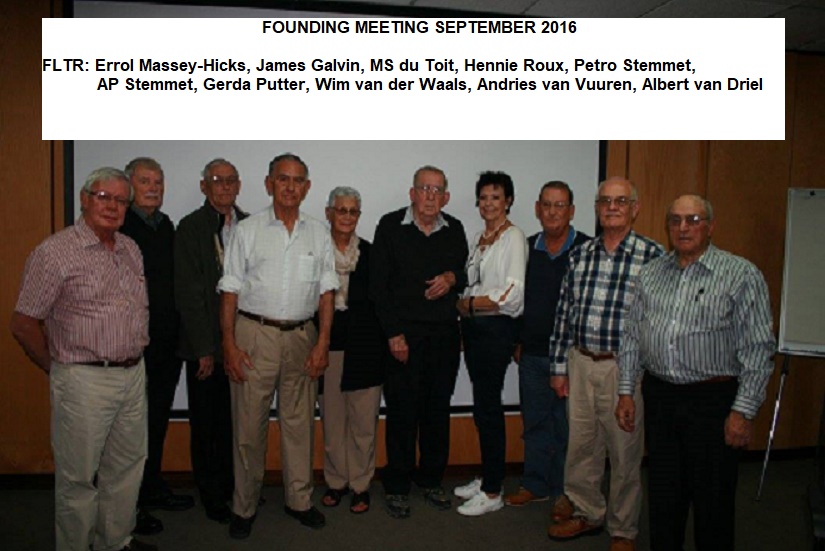 FOUNDING MEETING SEPTEMBER 2016
FLTR: Errol Massey-Hicks, James Galvin, MS du Toit, Hennie Roux, Petro Stemmet,
AP Stemmet, Gerda Putter, Wim van der Waals, Andries van Vuuren, Albert van Driel